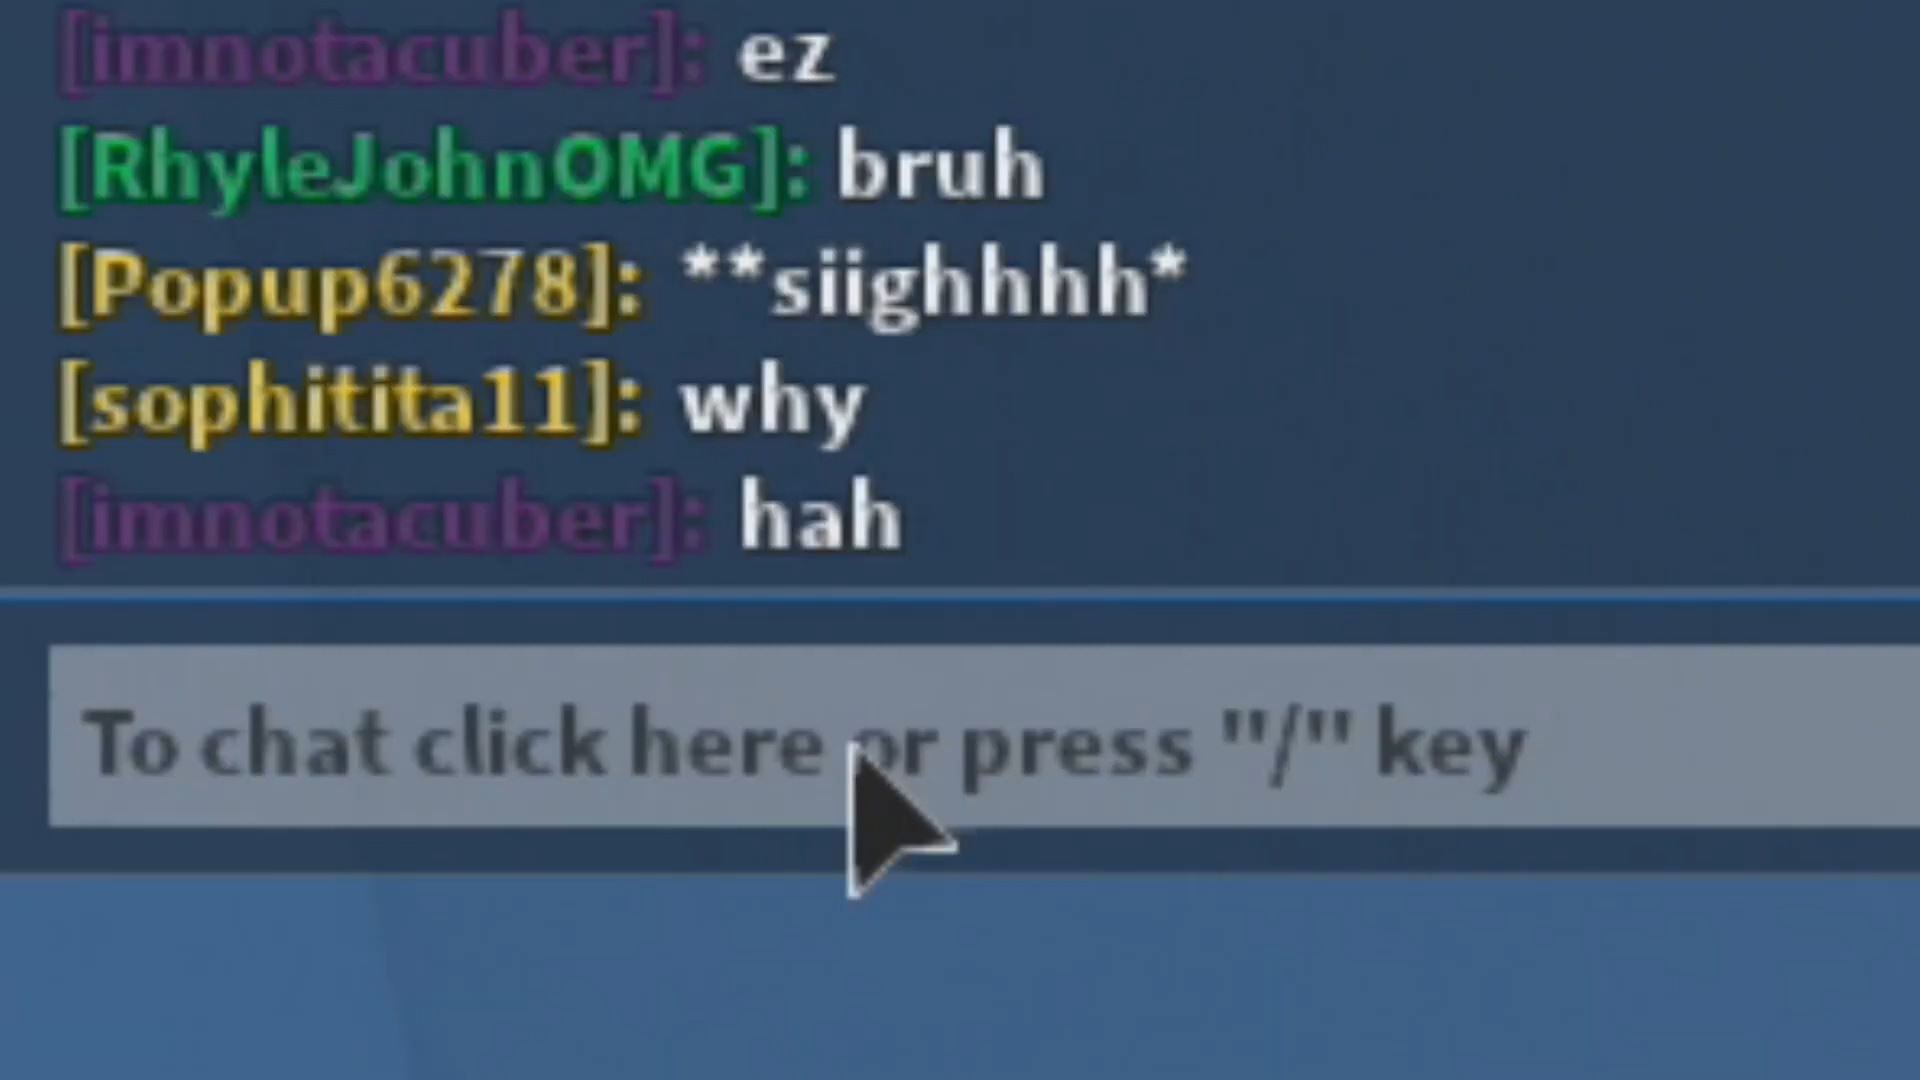 [imnotacuber]: ez
[RhyleJohnOMG]: bruh
[Popup6278]: **siighhhh*
[sophitita11]: why
[imnotacuber]: hah
To chat click here or press "/" key